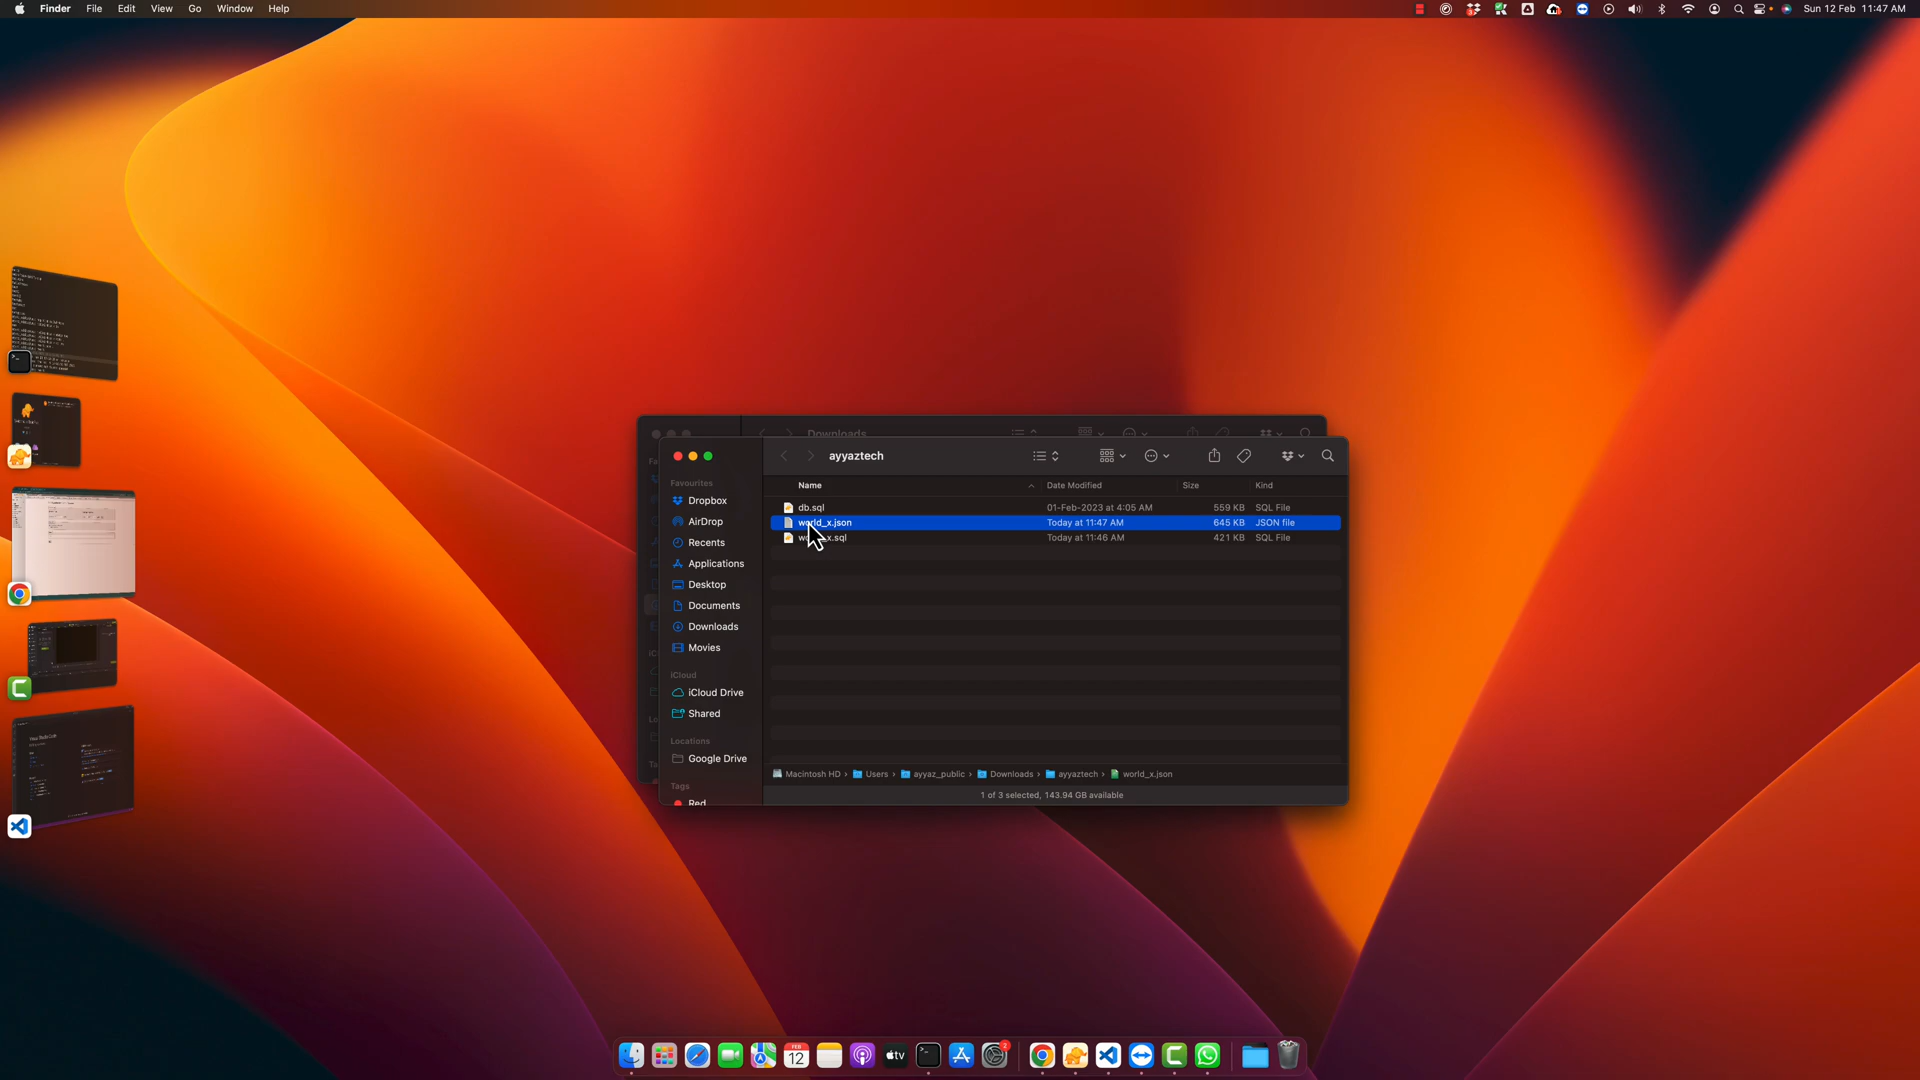 Finder File Edit View Go Window Help
Sun 12 Feb 11:47 AM
Downloads
ayyaztech
Favourites
Dropbox
AirDrop
Recents
Applications
Desktop
Documents
Downloads
Movies
iCloud
iCloud Drive
Shared
Locations
Google Drive
Tags
Red
Name Date Modified Size Kind
db.sql 01-Feb-2023 at 4:05 AM 559 KB SQL File
world_x.json Today at 11:47 AM 645 KB JSON file
Today at 11:46 AM 421 KB SQL File
Macintosh HD › Users › ayyaz_public › Downloads › ayyaztech › world_x.json
1 of 3 selected, 143.94 GB available
FEB
12
tv
2